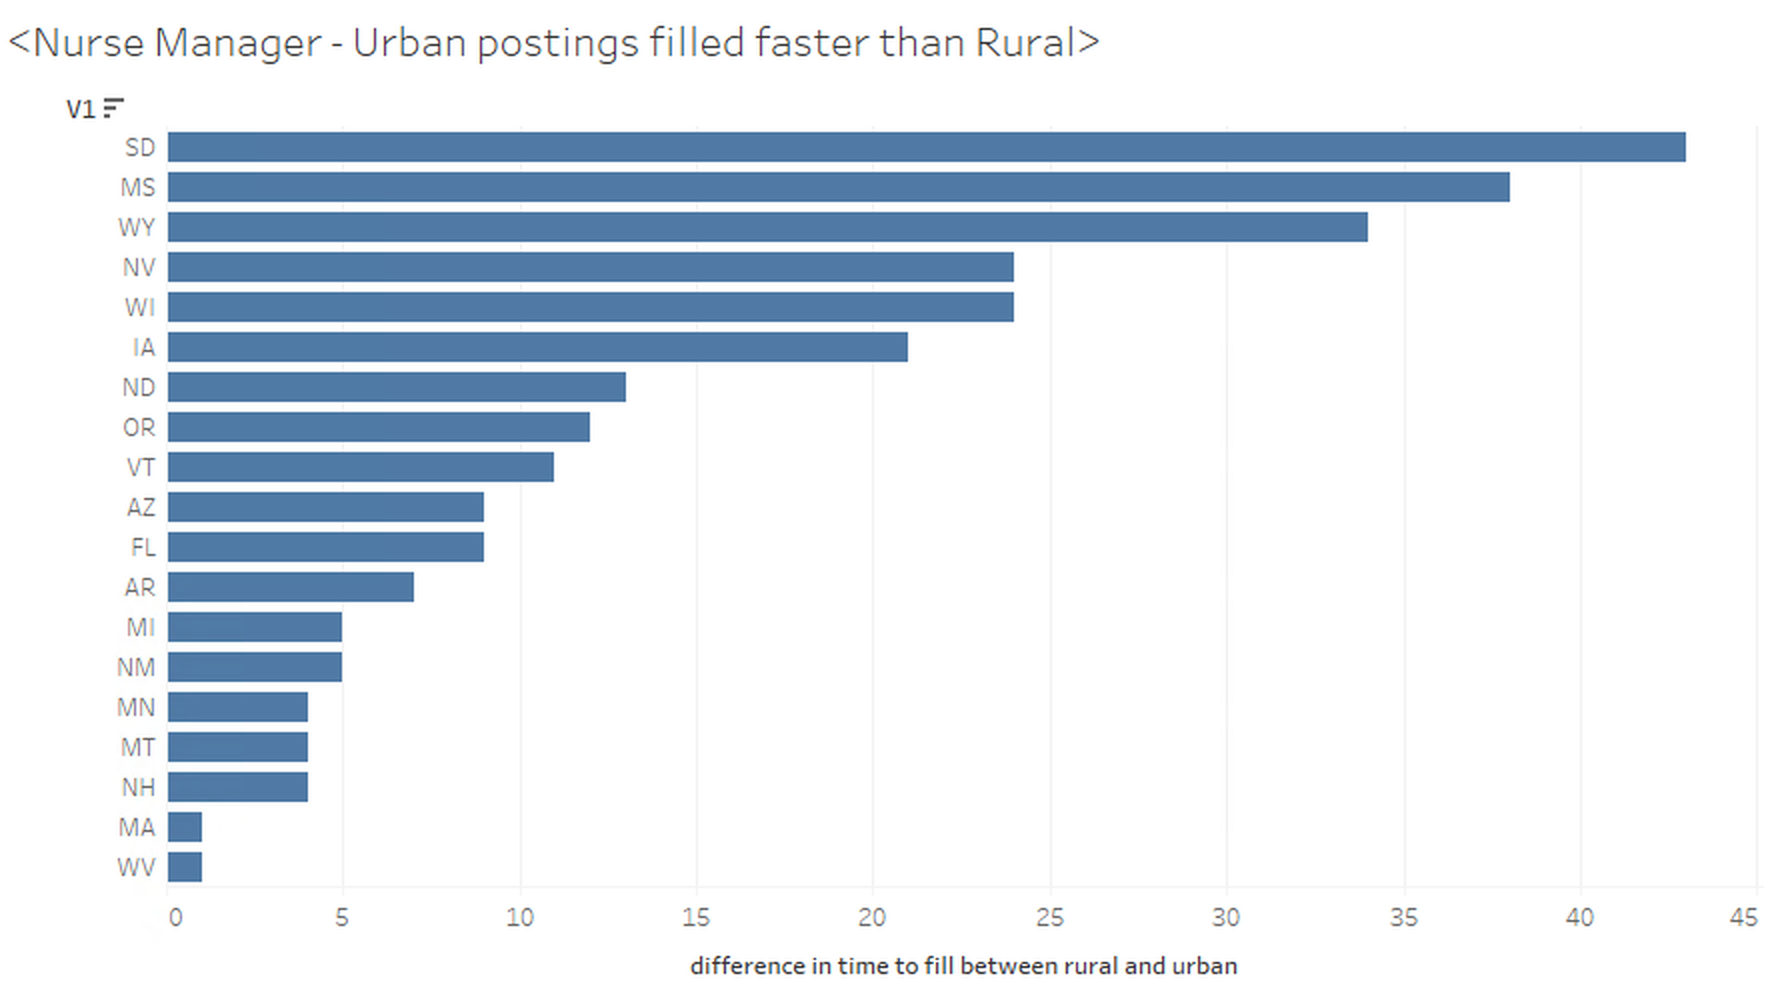 <Nurse Manager - Urban postings filled faster than Rural>
V1
SD
MS
WY
NV
WI
IA
ND
OR
VT
AZ
FL
AR
MI
NM
MN
MT
NH
MA
WV
0 5 10 15 20 25 30 35 40 45
difference in time to fill between rural and urban